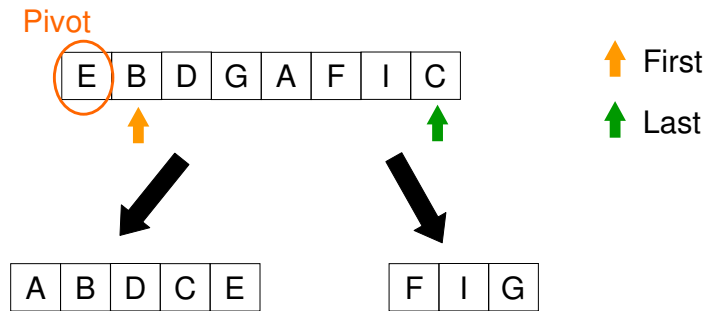 Pivot
E B D G A F I C
First
Last
A B D C E
F I G